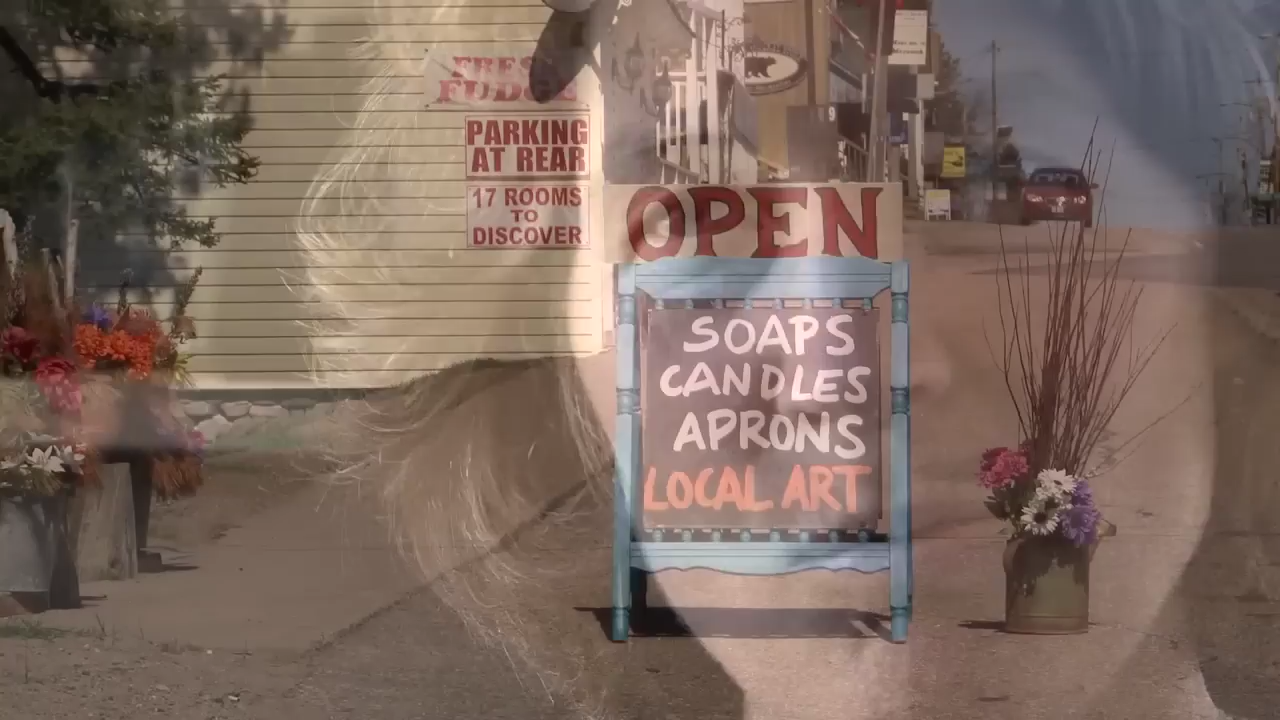 FRESH
FUDGE
PARKING
AT REAR
17 ROOMS
TO
DISCOVER
OPEN
SOAPS
CANDLES
APRONS
LOCAL ART